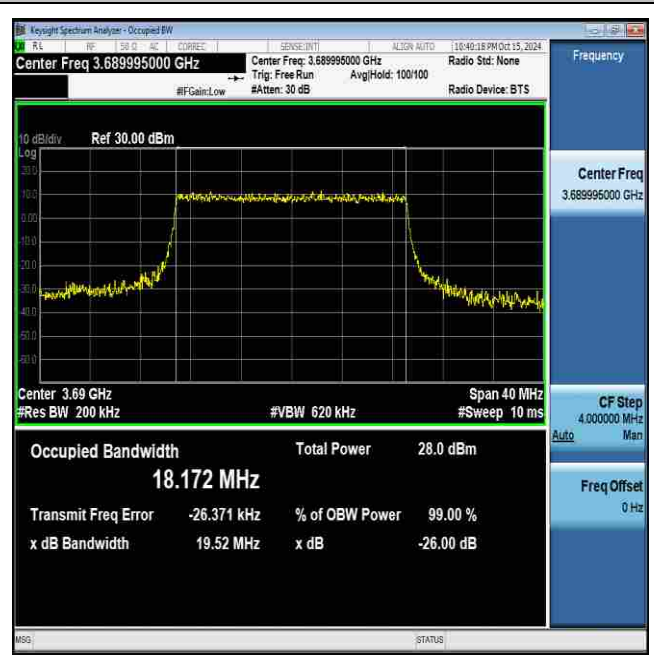 Keysight Spectrum Analyzer - Occupied BW
RL RF 50 Ω AC CORREC SENSE:INT ALIGN AUTO 10:40:18 PM Oct 15, 2024
Center Freq 3.689995000 GHz Center Freq: 3.689995000 GHz Radio Std: None
Trig: Free Run Avg|Hold: 100/100
#IFGain:Low #Atten: 30 dB Radio Device: BTS
Frequency
10 dB/div Ref 30.00 dBm
Log
20.0
10.0
0.00
-10.0
-20.0
-30.0
-40.0
-50.0
-60.0
Center Freq
3.689995000 GHz
Center 3.69 GHz Span 40 MHz
#Res BW 200 kHz #VBW 620 kHz #Sweep 10 ms
CF Step
4.000000 MHz
Auto Man
Occupied Bandwidth Total Power 28.0 dBm
18.172 MHz
Transmit Freq Error -26.371 kHz % of OBW Power 99.00 %
x dB Bandwidth 19.52 MHz x dB -26.00 dB
Freq Offset
0 Hz
MSG STATUS